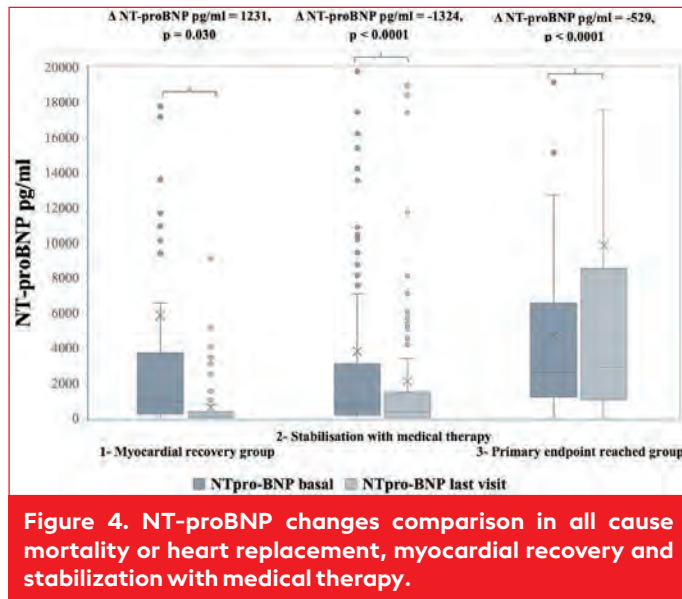 Δ NT-proBNP pg/ml = 1231,
p = 0.030
Δ NT-proBNP pg/ml = -1324,
p < 0.0001
Δ NT-proBNP pg/ml = -529,
p < 0.0001
NT-proBNP pg/ml
20000
18000
16000
14000
12000
10000
8000
6000
4000
2000
0
1- Myocardial recovery group
2- Stabilisation with medical therapy
3- Primary endpoint reached group
NTpro-BNP basal
NTpro-BNP last visit
Figure 4. NT-proBNP changes comparison in all cause
mortality or heart replacement, myocardial recovery and
stabilization with medical therapy.